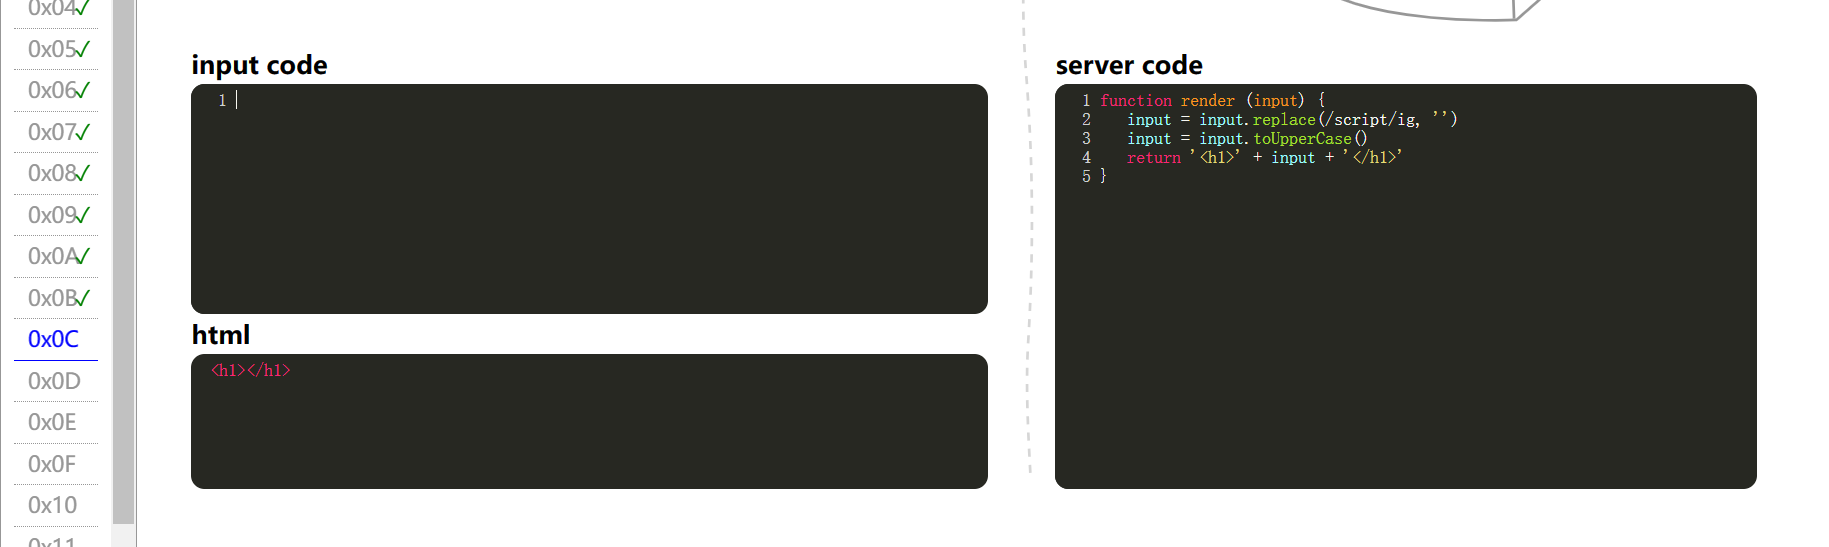 0x04✓
0x05✓
0x06✓
0x07✓
0x08✓
0x09✓
0x0A✓
0x0B✓
0x0C
0x0D
0x0E
0x0F
0x10
0x11
input code
1
html
<h1></h1>
server code
1 function render (input) {
2    input = input.replace(/script/ig, '')
3    input = input.toUpperCase()
4    return '<h1>' + input + '</h1>'
5 }